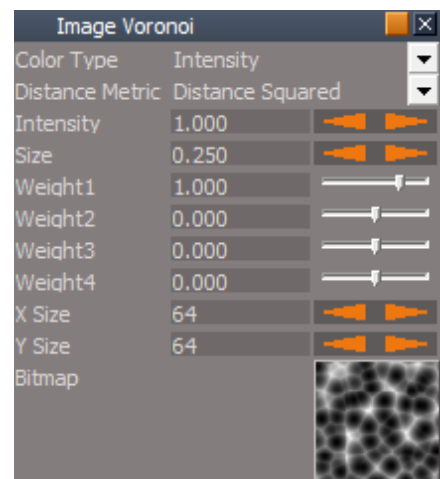 Image Voronoi
Color Type Intensity
Distance Metric Distance Squared
Intensity 1.000
Size 0.250
Weight1 1.000
Weight2 0.000
Weight3 0.000
Weight4 0.000
X Size 64
Y Size 64
Bitmap